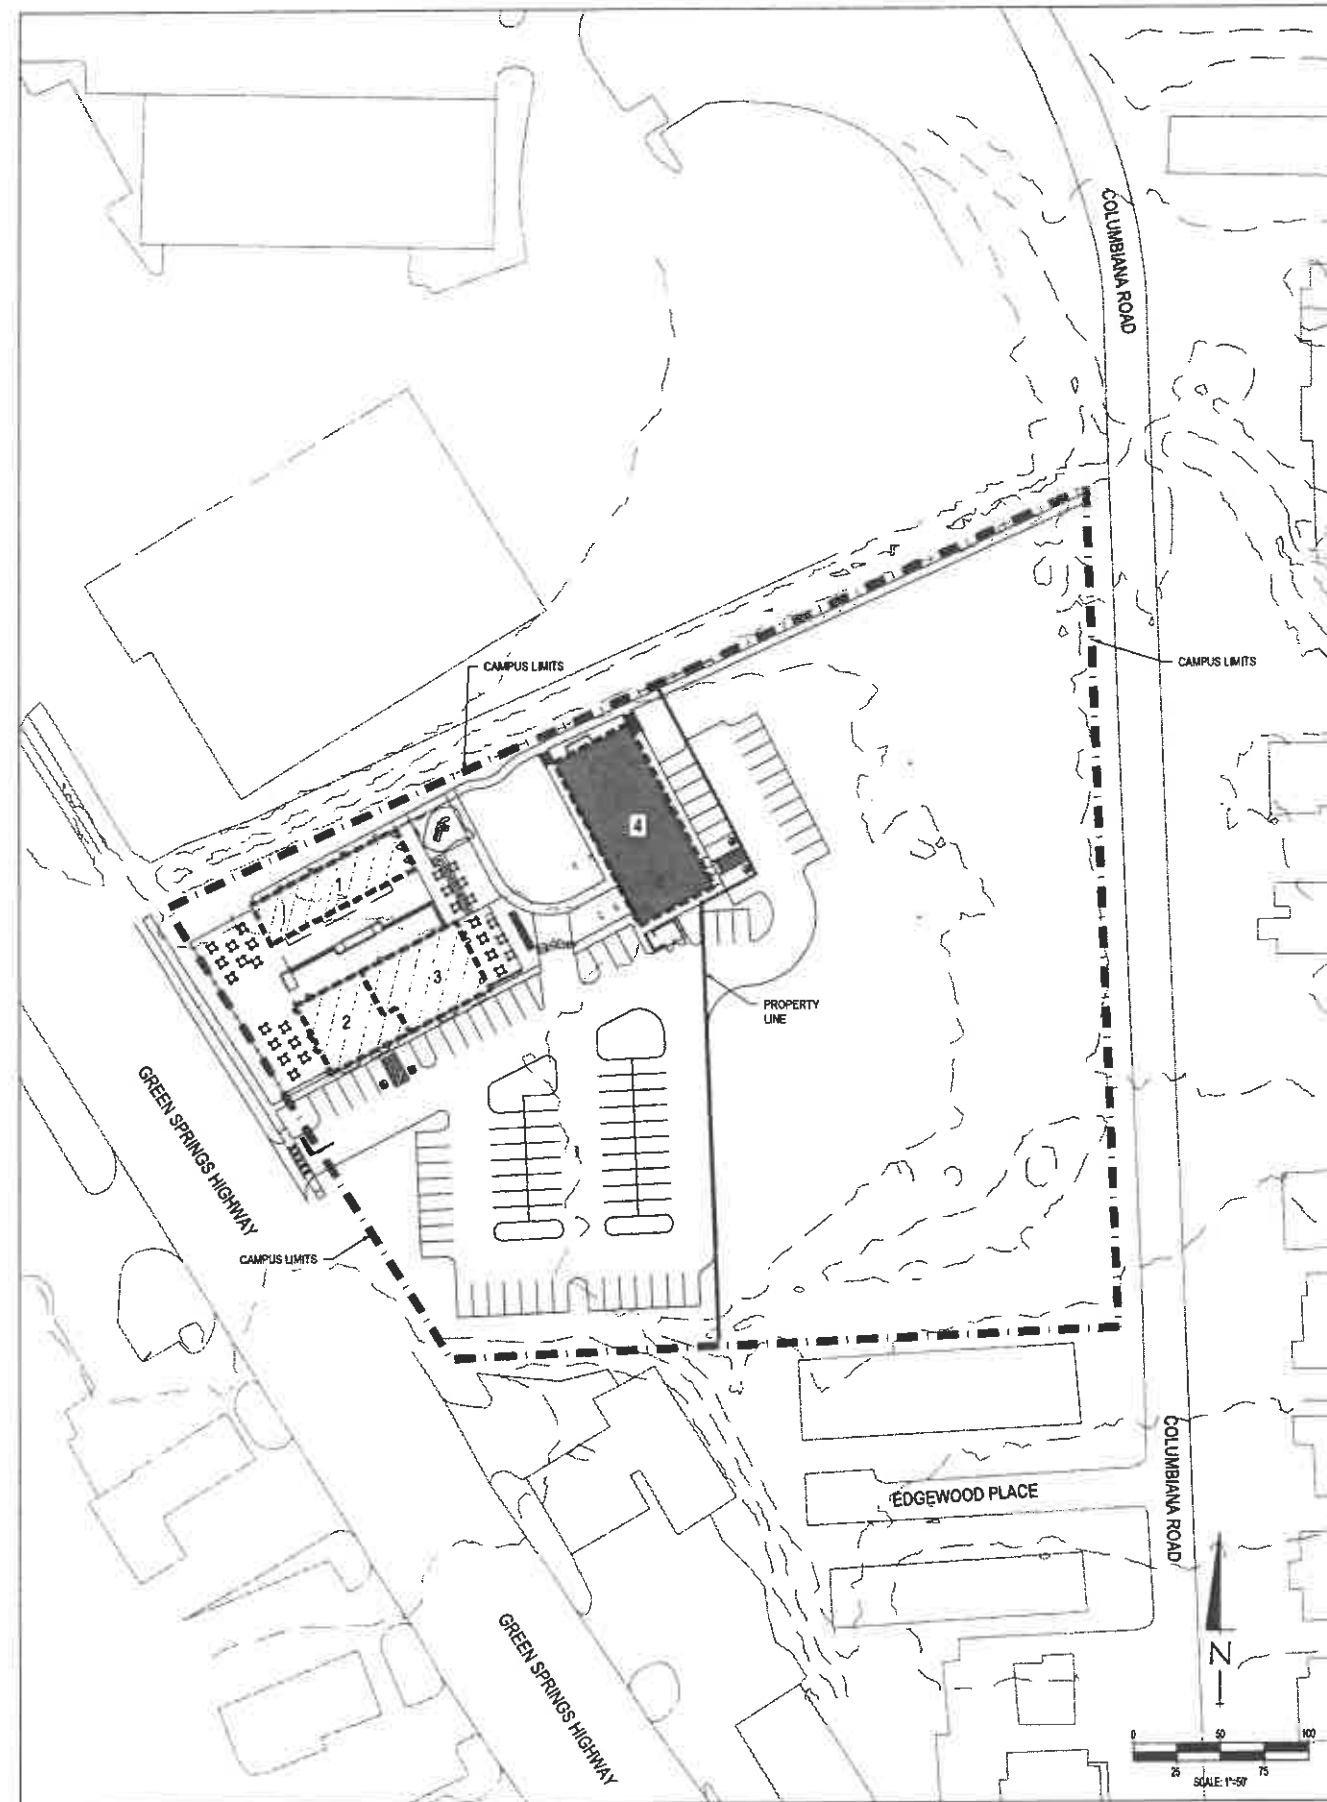 COLUMBIANA ROAD
CAMPUS LIMITS
CAMPUS LIMITS
4
1
3
2
PROPERTY
LINE
GREEN SPRINGS HIGHWAY
CAMPUS LIMITS
EDGEWOOD PLACE
COLUMBIANA ROAD
GREEN SPRINGS HIGHWAY
N
0 50 100
25 75
SCALE: 1"=50'